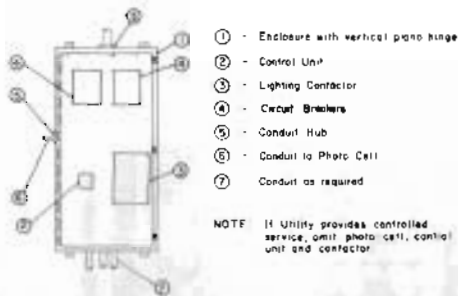 ① - Enclosure with vertical piano hinge
② - Control Unit
③ - Lighting Contactor
④ - Circuit Breakers
⑤ - Conduit Hub
⑥ - Conduit to Photo Cell
⑦ Conduit as required
NOTE If Utility provides controlled
service, omit photo cell, control
unit and contactor